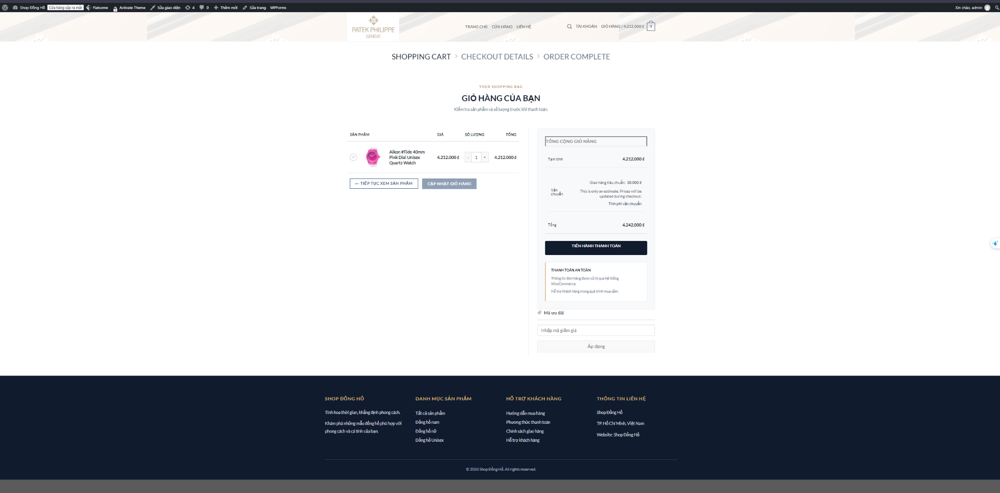 Shop Đồng Hồ Cửa hàng sắp ra mắt Flatsome Activate Theme Sửa giao diện 4 0 Thêm mới Sửa trang WPForms Xin chào, admin
PATEK PHILIPPE
GENEVE
TRANG CHỦ CỬA HÀNG LIÊN HỆ TÀI KHOẢN GIỎ HÀNG / 4.212.000 ₫ 1
SHOPPING CART > CHECKOUT DETAILS > ORDER COMPLETE
YOUR SHOPPING BAG
GIỎ HÀNG CỦA BẠN
Kiểm tra sản phẩm và số lượng trước khi thanh toán.
SẢN PHẨM GIÁ SỐ LƯỢNG TỔNG
× Aikon #Tide 40mm
Pink Dial Unisex
Quartz Watch
4.212.000 ₫ - 1 + 4.212.000 ₫
← TIẾP TỤC XEM SẢN PHẨM CẬP NHẬT GIỎ HÀNG
TỔNG CỘNG GIỎ HÀNG
Tạm tính 4.212.000 ₫
Vận
chuyển
Giao hàng tiêu chuẩn: 30.000 ₫
This is only an estimate. Prices will be
updated during checkout.
Tính phí vận chuyển
Tổng 4.242.000 ₫
TIẾN HÀNH THANH TOÁN
THANH TOÁN AN TOÀN
Thông tin đơn hàng được xử lý qua hệ thống
WooCommerce.
Hỗ trợ khách hàng trong quá trình mua sắm.
Mã ưu đãi
Nhập mã giảm giá
Áp dụng
SHOP ĐỒNG HỒ
Tinh hoa thời gian, khẳng định phong cách.
Khám phá những mẫu đồng hồ phù hợp với
phong cách và cá tính của bạn.
DANH MỤC SẢN PHẨM
Tất cả sản phẩm
Đồng hồ nam
Đồng hồ nữ
Đồng hồ Unisex
HỖ TRỢ KHÁCH HÀNG
Hướng dẫn mua hàng
Phương thức thanh toán
Chính sách giao hàng
Hỗ trợ khách hàng
THÔNG TIN LIÊN HỆ
Shop Đồng Hồ
TP. Hồ Chí Minh, Việt Nam
Website: Shop Đồng Hồ
© 2026 Shop Đồng Hồ. All rights reserved.